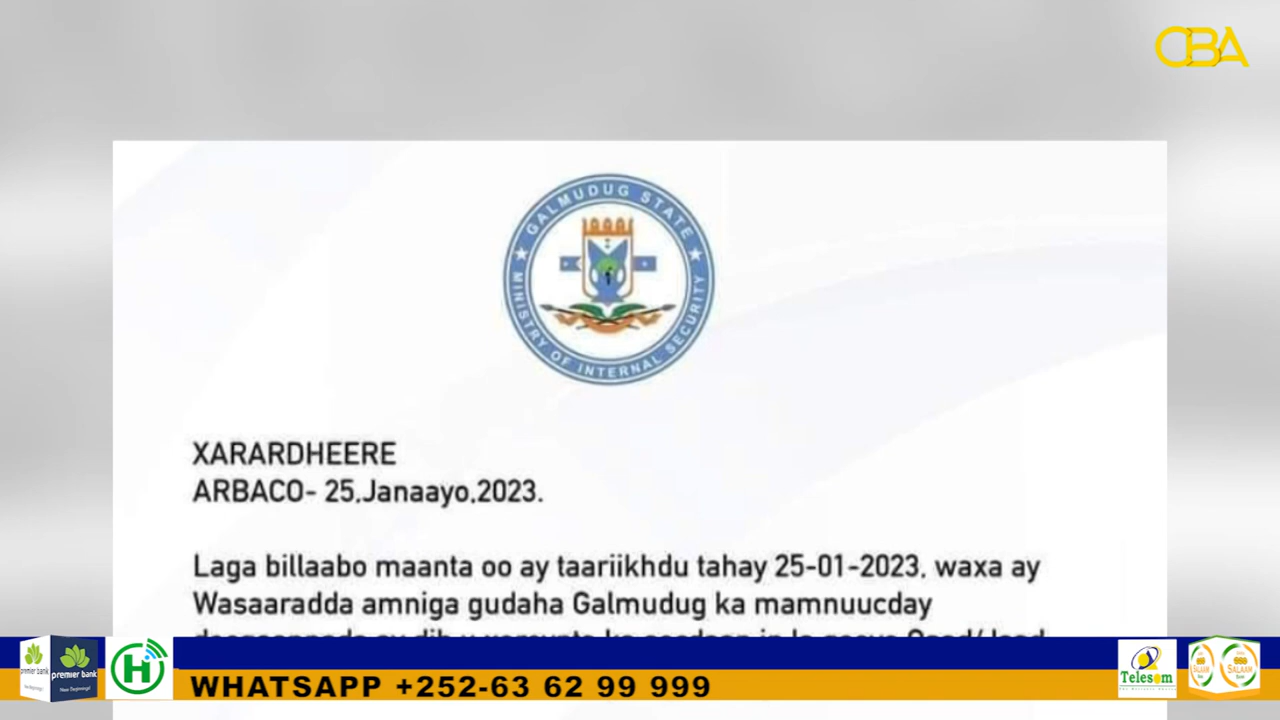 CBA
GALMUDUG STATE
MINISTRY OF INTERNAL SECURITY
XARARDHEERE
ARBACO- 25,Janaayo,2023.
Laga billaabo maanta oo ay taariikhdu tahay 25-01-2023, waxa ay
Wasaaradda amniga gudaha Galmudug ka mamnuucday
premier bank
premier bank
WHATSAPP +252-63 62 99 999
Telesom
SALAAM
SALAAM